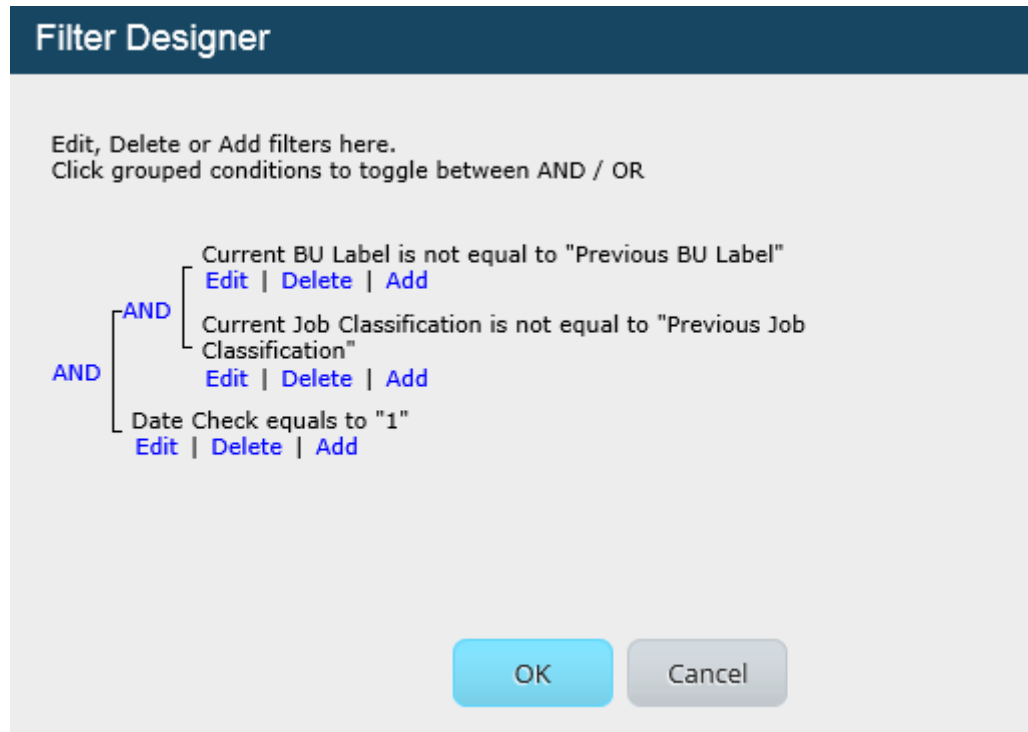 Filter Designer
Edit, Delete or Add filters here.
Click grouped conditions to toggle between AND / OR
Current BU Label is not equal to "Previous BU Label"
Edit | Delete | Add
AND
Current Job Classification is not equal to "Previous Job
Classification"
Edit | Delete | Add
AND
Date Check equals to "1"
Edit | Delete | Add
OK
Cancel